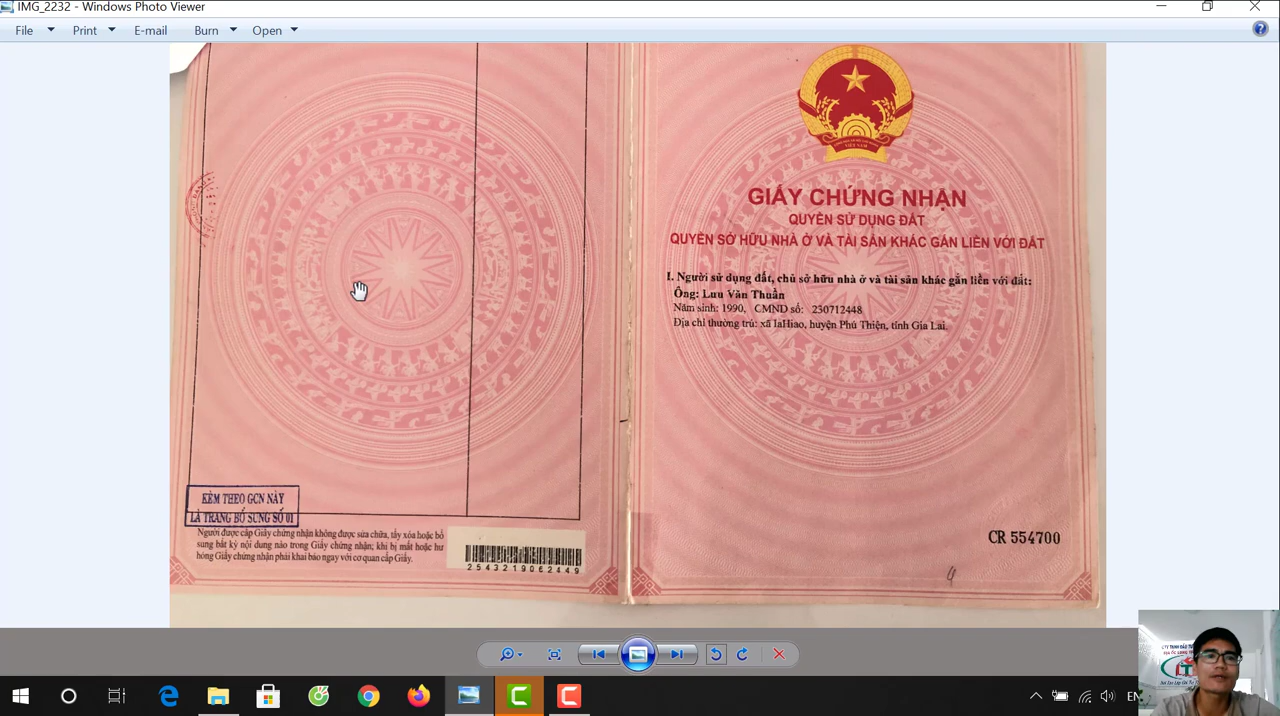 IMG_2232 - Windows Photo Viewer
File Print E-mail Burn Open
GIẤY CHỨNG NHẬN
QUYỀN SỬ DỤNG ĐẤT
QUYỀN SỞ HỮU NHÀ Ở VÀ TÀI SẢN KHÁC GẮN LIỀN VỚI ĐẤT
I. Người sử dụng đất, chủ sở hữu nhà ở và tài sản khác gắn liền với đất:
Ông: Lưu Văn Thuần
Năm sinh: 1990, CMND số: 230712448
Địa chỉ thường trú: xã IaHiao, huyện Phú Thiện, tỉnh Gia Lai.
CR 554700
KÈM THEO GCN NÀY
LÀ TRANG BỔ SUNG SỐ 01
Người được cấp Giấy chứng nhận không được sửa chữa, tẩy xóa hoặc bổ
sung bất kỳ nội dung nào trong Giấy chứng nhận; khi bị mất hoặc hư
hỏng Giấy chứng nhận phải khai báo ngay với cơ quan cấp Giấy.
2543219062449